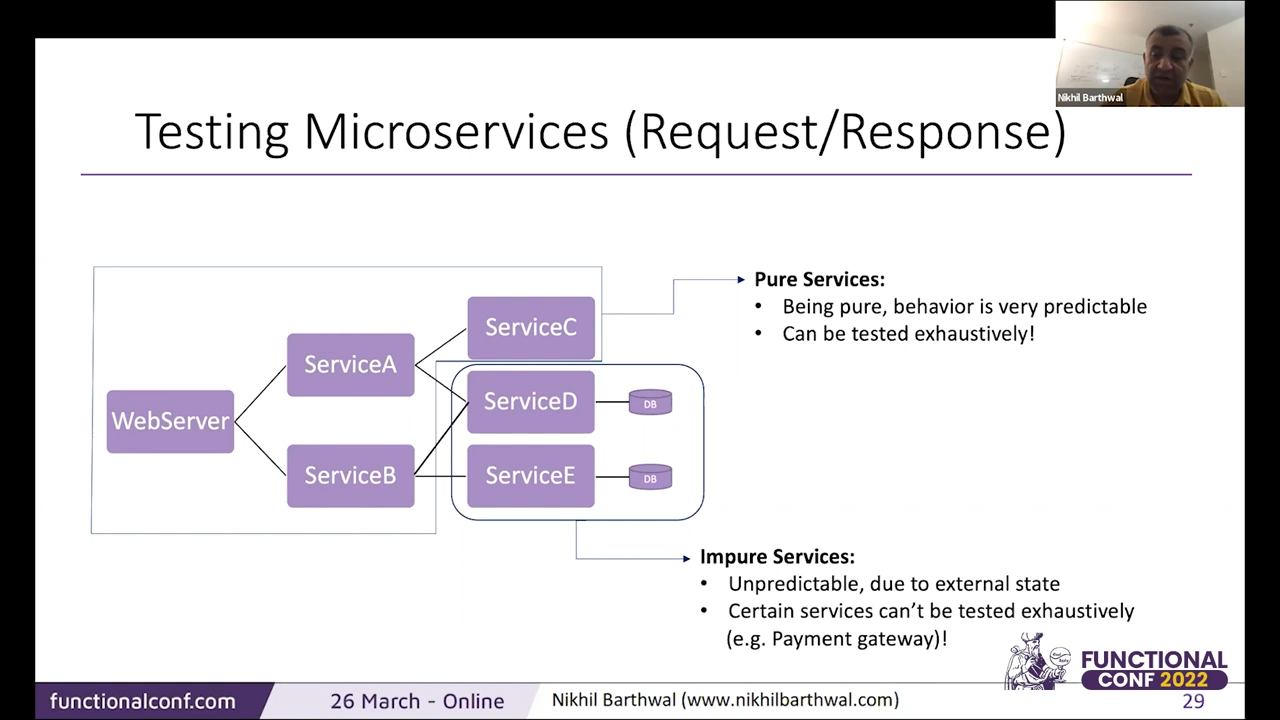 Nikhil Barthwal
Testing Microservices (Request/Response)
Pure Services:
• Being pure, behavior is very predictable
• Can be tested exhaustively!
ServiceC
ServiceA
ServiceD
DB
WebServer
ServiceB
ServiceE
DB
Impure Services:
• Unpredictable, due to external state
• Certain services can't be tested exhaustively
(e.g. Payment gateway)!
FUNCTIONAL
CONF 2022
functionalconf.com
26 March - Online
Nikhil Barthwal (www.nikhilbarthwal.com)
29